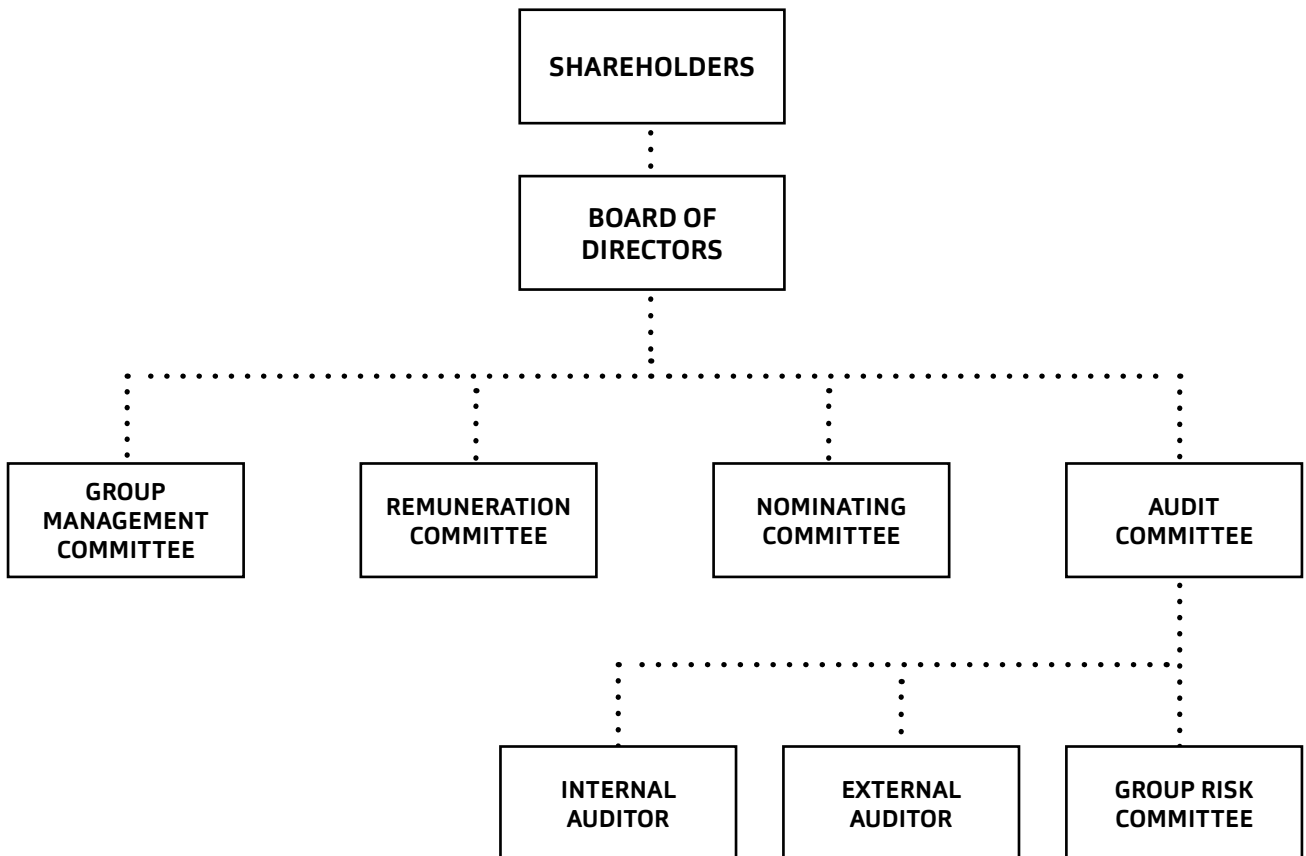 SHAREHOLDERS
BOARD OF
DIRECTORS
GROUP
MANAGEMENT
COMMITTEE
REMUNERATION
COMMITTEE
NOMINATING
COMMITTEE
AUDIT
COMMITTEE
INTERNAL
AUDITOR
EXTERNAL
AUDITOR
GROUP RISK
COMMITTEE